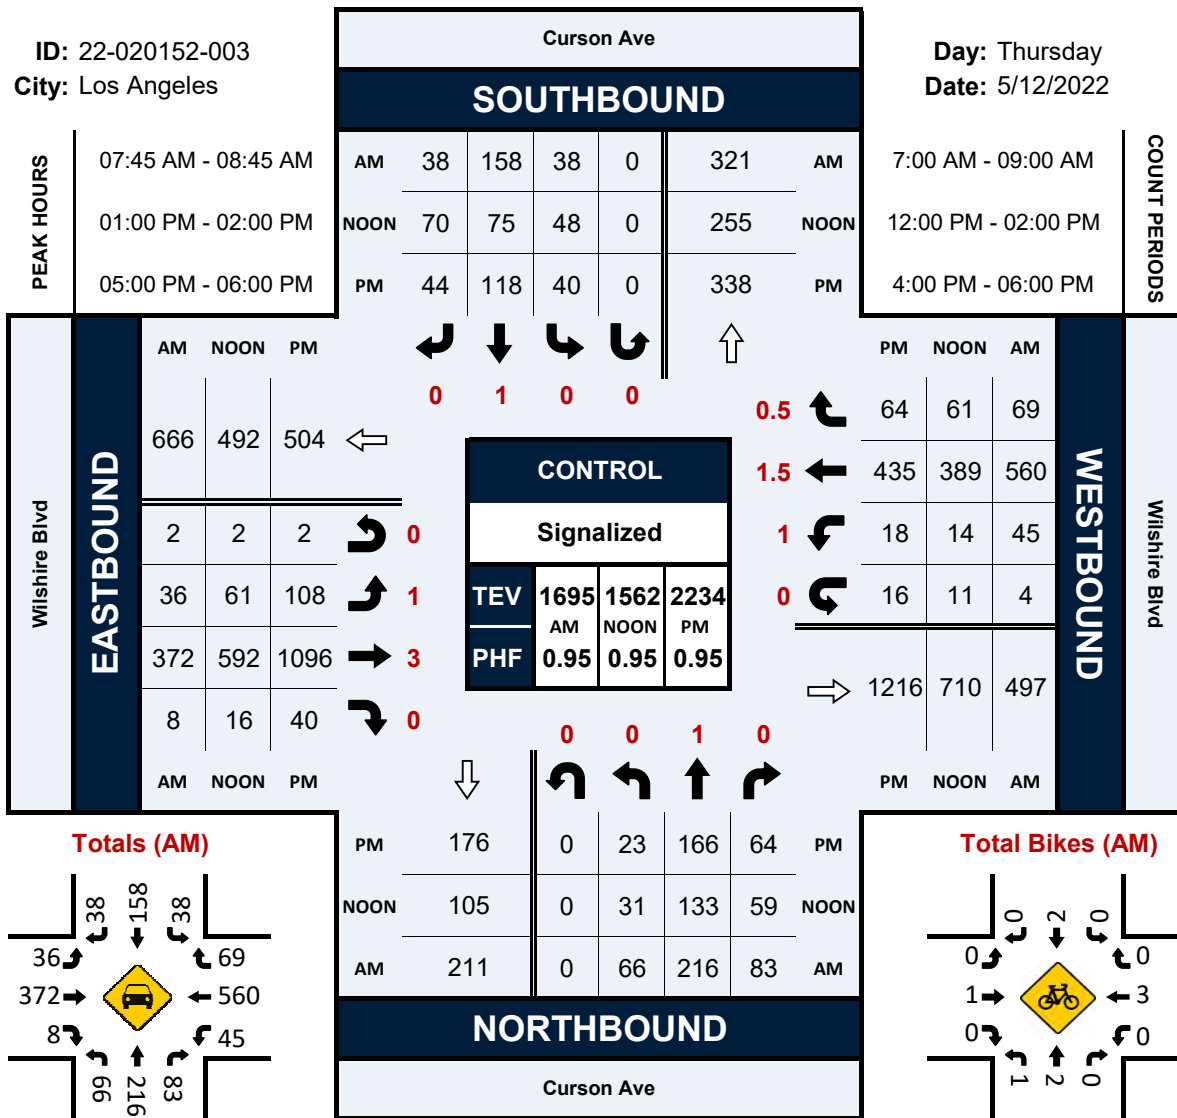 ID: 22-020152-003
City: Los Angeles
Curson Ave
Day: Thursday
Date: 5/12/2022
SOUTHBOUND
PEAK HOURS
07:45 AM - 08:45 AM
01:00 PM - 02:00 PM
05:00 PM - 06:00 PM
AM 38 158 38 0 321 AM
NOON 70 75 48 0 255 NOON
PM 44 118 40 0 338 PM
7:00 AM - 09:00 AM
12:00 PM - 02:00 PM
4:00 PM - 06:00 PM
COUNT PERIODS
0 1 0 0
Wilshire Blvd
EASTBOUND
AM NOON PM
666 492 504
2 2 2 0
36 61 108 1
372 592 1096 3
8 16 40 0
AM NOON PM
CONTROL
Signalized
TEV 1695 1562 2234
AM NOON PM
PHF 0.95 0.95 0.95
PM NOON AM
0.5 64 61 69
1.5 435 389 560
1 18 14 45
0 16 11 4
1216 710 497
PM NOON AM
WESTBOUND
Wilshire Blvd
0 0 1 0
PM 176 0 23 166 64 PM
NOON 105 0 31 133 59 NOON
AM 211 0 66 216 83 AM
NORTHBOUND
Curson Ave
Totals (AM)
38 158 38
36 69
372 560
8 45
66 216 83
Total Bikes (AM)
0 2 0
0 0
1 3
0 0
1 2 0